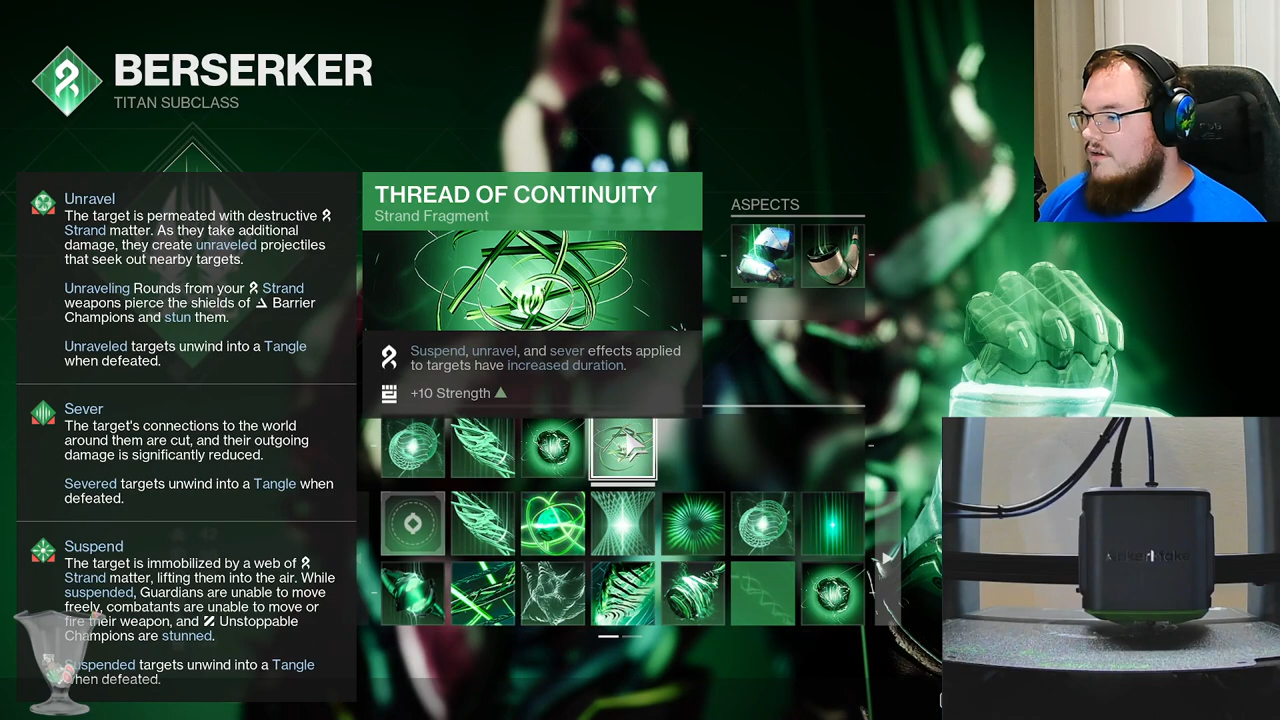 BERSERKER
TITAN SUBCLASS
Unravel
The target is permeated with destructive
Strand matter. As they take additional
damage, they create unraveled projectiles
that seek out nearby targets.
Unraveling Rounds from your Strand
weapons pierce the shields of Barrier
Champions and stun them.
Unraveled targets unwind into a Tangle
when defeated.
Sever
The target's connections to the world
around them are cut, and their outgoing
damage is significantly reduced.
Severed targets unwind into a Tangle when
defeated.
Suspend
The target is immobilized by a web of
Strand matter, lifting them into the air. While
suspended, Guardians are unable to move
freely, combatants are unable to move or
fire their weapon, and Unstoppable
Champions are stunned.
Suspended targets unwind into a Tangle
when defeated.
THREAD OF CONTINUITY
Strand Fragment
Suspend, unravel, and sever effects applied
to targets have increased duration.
+10 Strength
ASPECTS